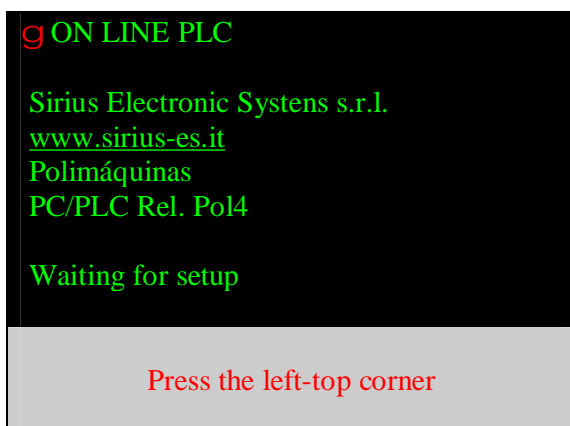 g ON LINE PLC
Sirius Electronic Systens s.r.l.
www.sirius-es.it
Polimáquinas
PC/PLC Rel. Pol4
Waiting for setup
Press the left-top corner